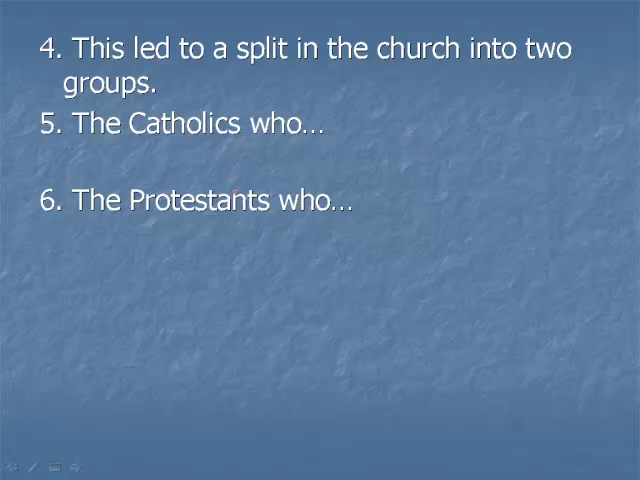 4. This led to a split in the church into two
groups.
5. The Catholics who...
6. The Protestants who...